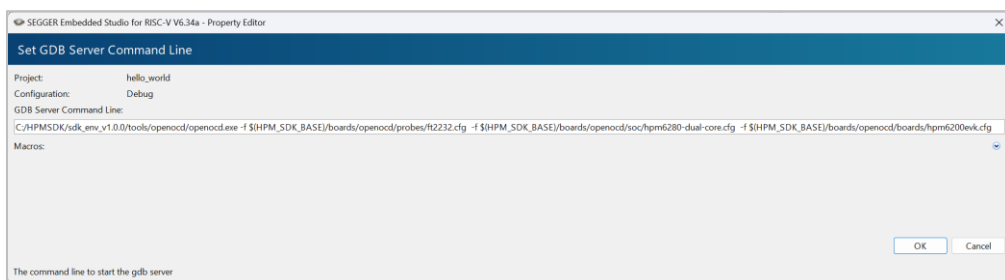 SEGGER Embedded Studio for RISC-V V6.34a - Property Editor
Set GDB Server Command Line
Project: hello_world
Configuration: Debug
GDB Server Command Line:
C:/HPMSDK/sdk_env_v1.0.0/tools/openocd/openocd.exe -f $(HPM_SDK_BASE)/boards/openocd/probes/ft2232.cfg -f $(HPM_SDK_BASE)/boards/openocd/soc/hpm6280-dual-core.cfg -f $(HPM_SDK_BASE)/boards/openocd/boards/hpm6200evk.cfg
Macros:
OK Cancel
The command line to start the gdb server